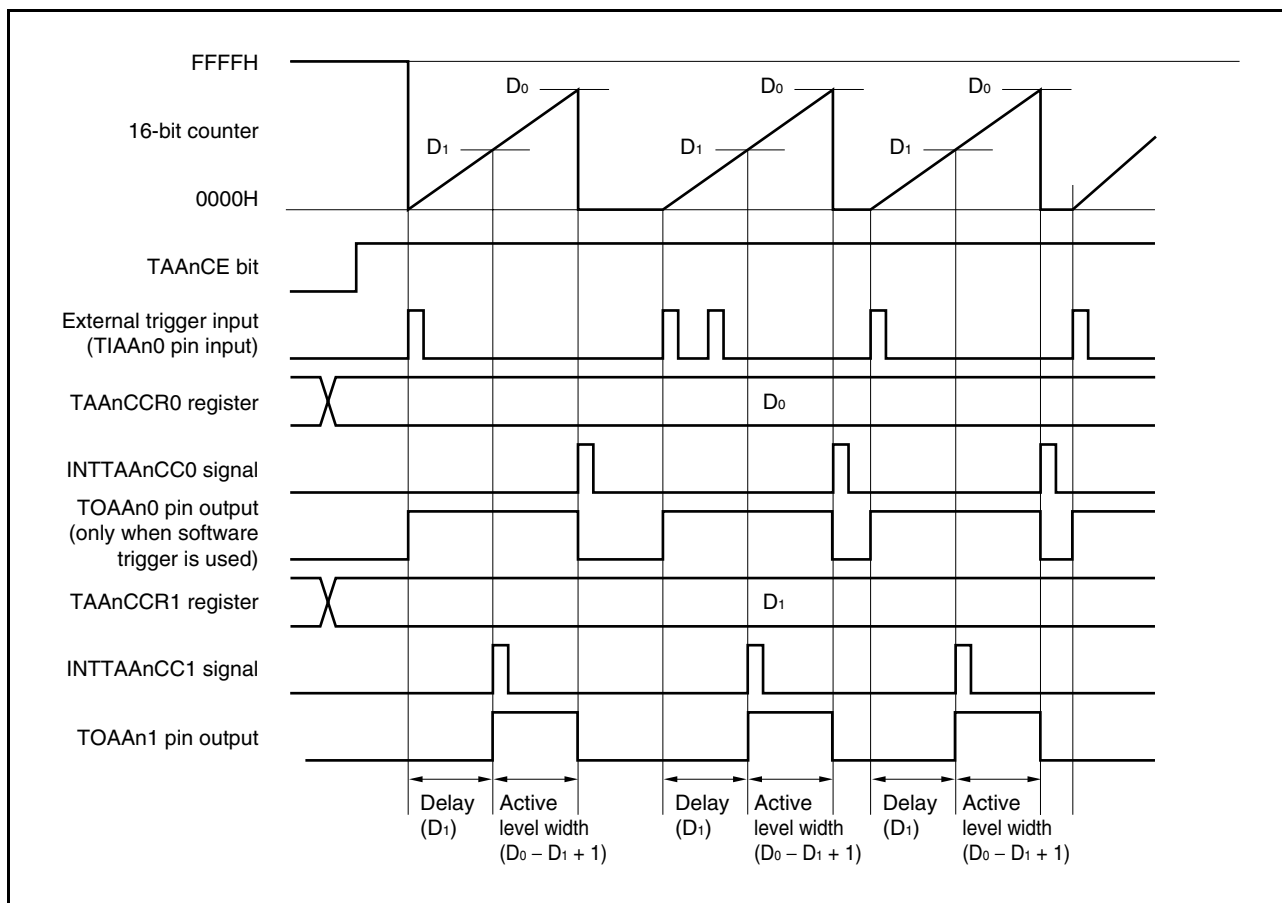 FFFFH
D0 D0 D0
16-bit counter
D1 D1 D1
0000H
TAAnCE bit
External trigger input
(TIAAn0 pin input)
TAAnCCR0 register
D0
INTTAAnCC0 signal
TOAAn0 pin output
(only when software
trigger is used)
TAAnCCR1 register
D1
INTTAAnCC1 signal
TOAAn1 pin output
Delay
(D1)
Active
level width
(D0 – D1 + 1)
Delay
(D1)
Active
level width
(D0 – D1 + 1)
Delay
(D1)
Active
level width
(D0 – D1 + 1)